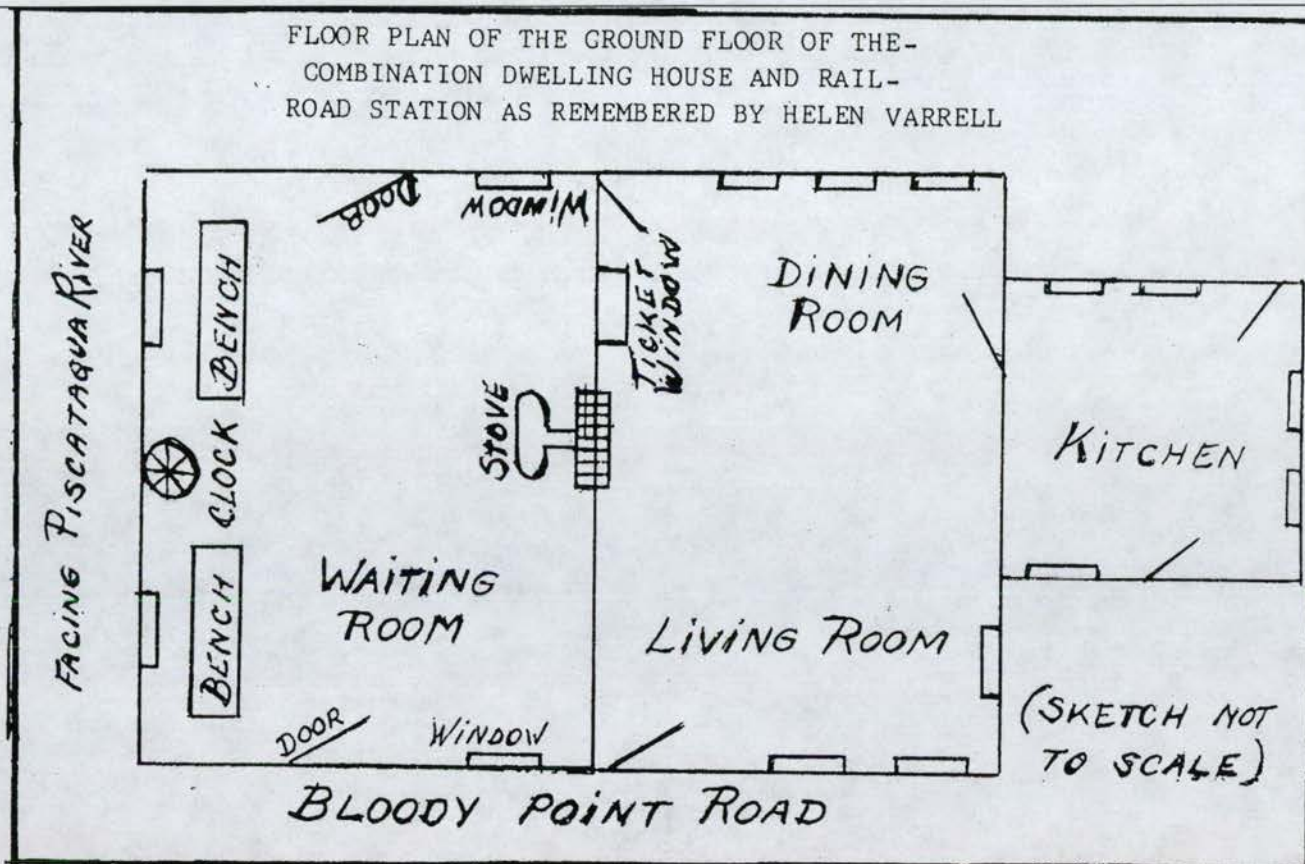 FLOOR PLAN OF THE GROUND FLOOR OF THE-
COMBINATION DWELLING HOUSE AND RAIL-
ROAD STATION AS REMEMBERED BY HELEN VARRELL
FACING PISCATAQUA RIVER
BENCH
CLOCK
BENCH
DOOR
WINDOW
STOVE
TICKET
WINDOW
DINING
ROOM
KITCHEN
WAITING
ROOM
LIVING ROOM
DOOR
WINDOW
(SKETCH NOT
TO SCALE)
BLOODY POINT ROAD